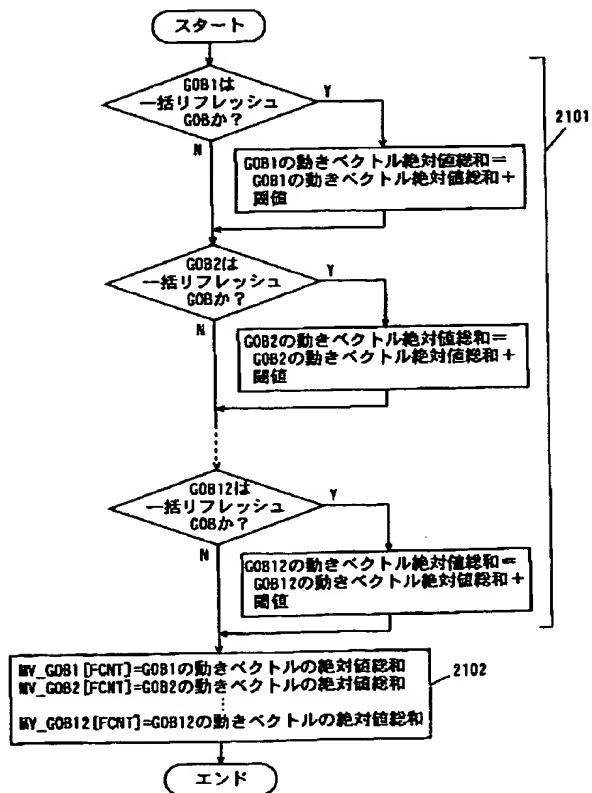 スタート
GOB1は
一括リフレッシュ
GOBか？
Y
N
GOB1の動きベクトル絶対値総和＝
GOB1の動きベクトル絶対値総和＋
閾値
2101
GOB2は
一括リフレッシュ
GOBか？
Y
N
GOB2の動きベクトル絶対値総和＝
GOB2の動きベクトル絶対値総和＋
閾値
GOB12は
一括リフレッシュ
GOBか？
Y
N
GOB12の動きベクトル絶対値総和＝
GOB12の動きベクトル絶対値総和＋
閾値
MV_GOB1[FCNT]=GOB1の動きベクトルの絶対値総和
MV_GOB2[FCNT]=GOB2の動きベクトルの絶対値総和
MV_GOB12[FCNT]=GOB12の動きベクトルの絶対値総和
2102
エンド